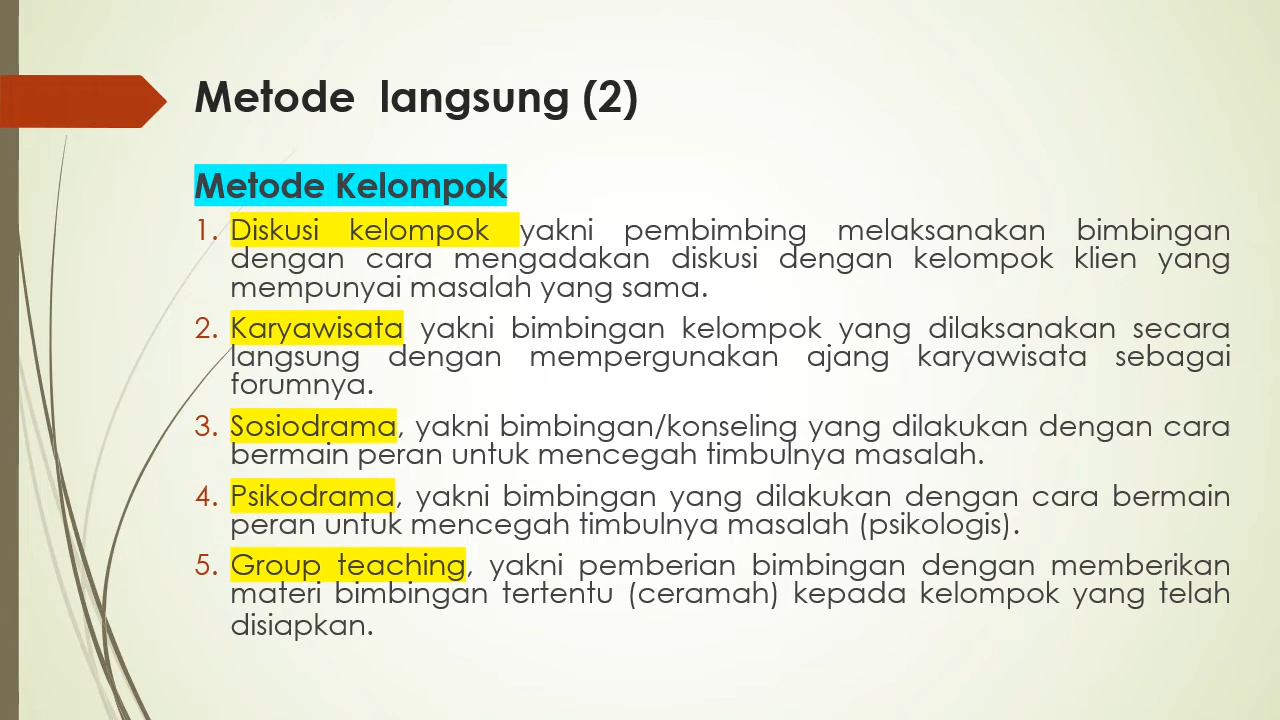 Metode langsung (2)
Metode Kelompok
1. Diskusi kelompok yakni pembimbing melaksanakan bimbingan
dengan cara mengadakan diskusi dengan kelompok klien yang
mempunyai masalah yang sama.
2. Karyawisata yakni bimbingan kelompok yang dilaksanakan secara
langsung dengan mempergunakan ajang karyawisata sebagai
forumnya.
3. Sosiodrama, yakni bimbingan/konseling yang dilakukan dengan cara
bermain peran untuk mencegah timbulnya masalah.
4. Psikodrama, yakni bimbingan yang dilakukan dengan cara bermain
peran untuk mencegah timbulnya masalah (psikologis).
5. Group teaching, yakni pemberian bimbingan dengan memberikan
materi bimbingan tertentu (ceramah) kepada kelompok yang telah
disiapkan.